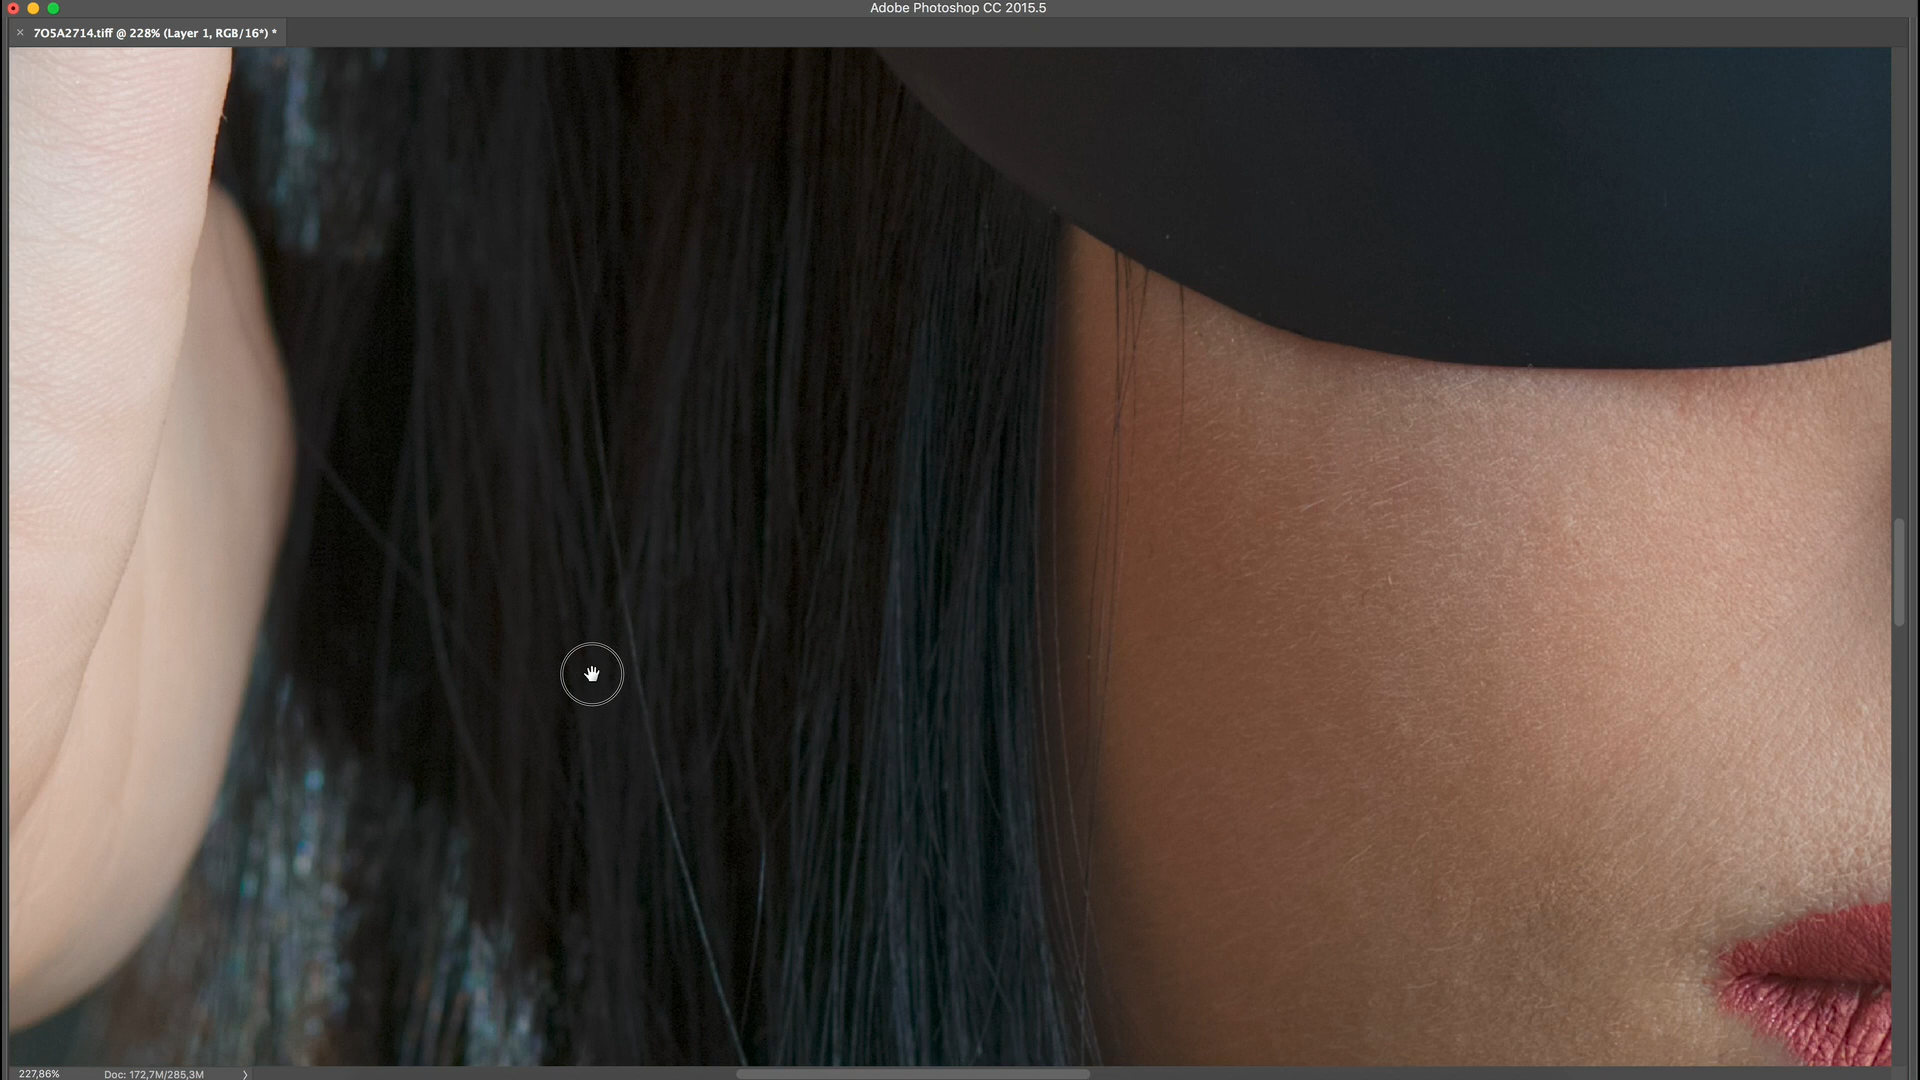 Adobe Photoshop CC 2015.5
× 7O5A2714.tiff @ 228% (Layer 1, RGB/16*) *
227,86% Doc: 172,7M/285,3M